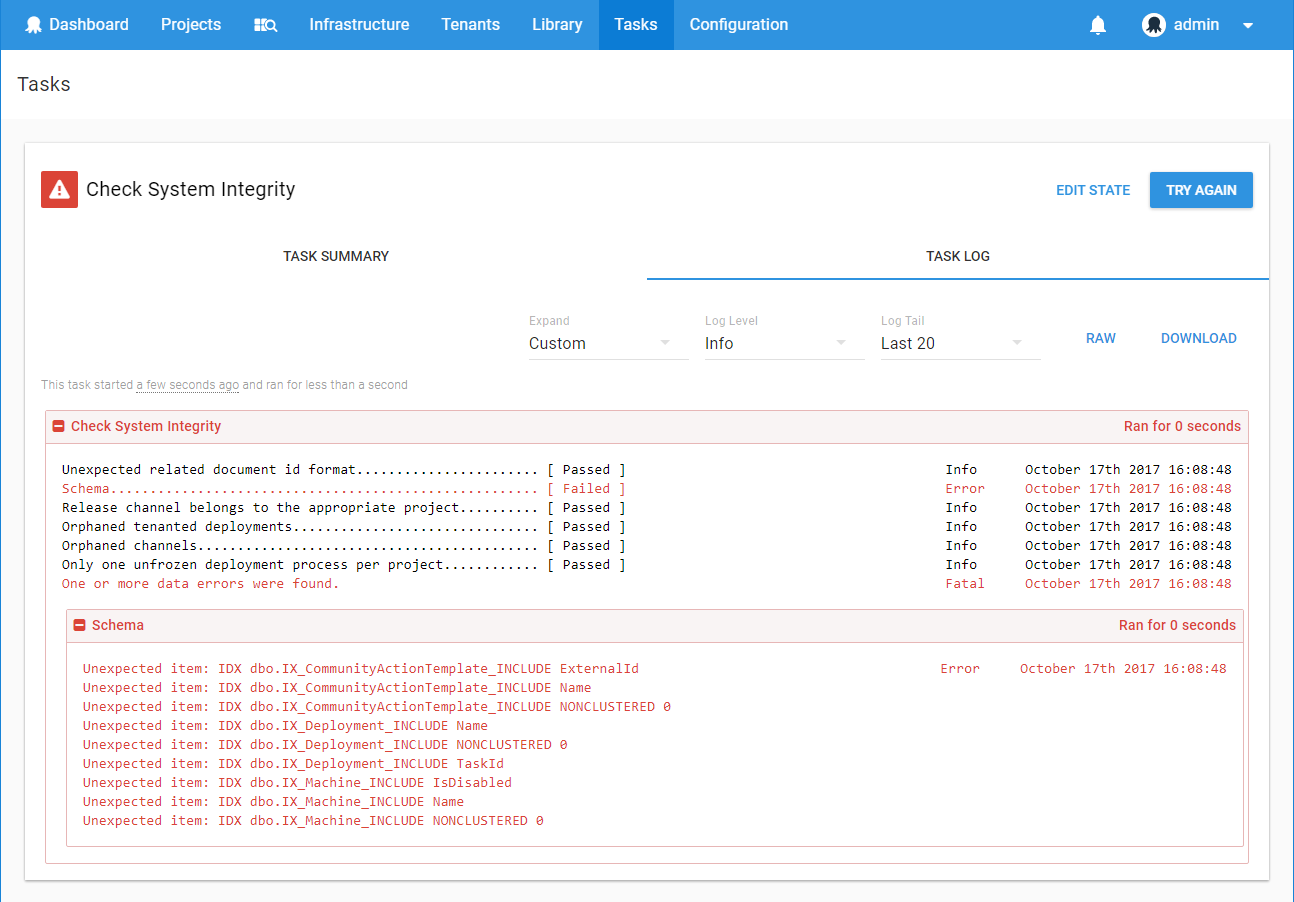 Dashboard Projects Infrastructure Tenants Library Tasks Configuration admin
Tasks
Check System Integrity EDIT STATE TRY AGAIN
TASK SUMMARY TASK LOG
Expand Log Level Log Tail
Custom Info Last 20 RAW DOWNLOAD
This task started a few seconds ago and ran for less than a second
Check System Integrity Ran for 0 seconds
Unexpected related document id format....................... [ Passed ] Info October 17th 2017 16:08:48
Schema...................................................... [ Failed ] Error October 17th 2017 16:08:48
Release channel belongs to the appropriate project.......... [ Passed ] Info October 17th 2017 16:08:48
Orphaned tenanted deployments............................... [ Passed ] Info October 17th 2017 16:08:48
Orphaned channels........................................... [ Passed ] Info October 17th 2017 16:08:48
Only one unfrozen deployment process per project............ [ Passed ] Info October 17th 2017 16:08:48
One or more data errors were found. Fatal October 17th 2017 16:08:48
Schema Ran for 0 seconds
Unexpected item: IDX dbo.IX_CommunityActionTemplate_INCLUDE ExternalId Error October 17th 2017 16:08:48
Unexpected item: IDX dbo.IX_CommunityActionTemplate_INCLUDE Name
Unexpected item: IDX dbo.IX_CommunityActionTemplate_INCLUDE NONCLUSTERED 0
Unexpected item: IDX dbo.IX_Deployment_INCLUDE Name
Unexpected item: IDX dbo.IX_Deployment_INCLUDE NONCLUSTERED 0
Unexpected item: IDX dbo.IX_Deployment_INCLUDE TaskId
Unexpected item: IDX dbo.IX_Machine_INCLUDE IsDisabled
Unexpected item: IDX dbo.IX_Machine_INCLUDE Name
Unexpected item: IDX dbo.IX_Machine_INCLUDE NONCLUSTERED 0